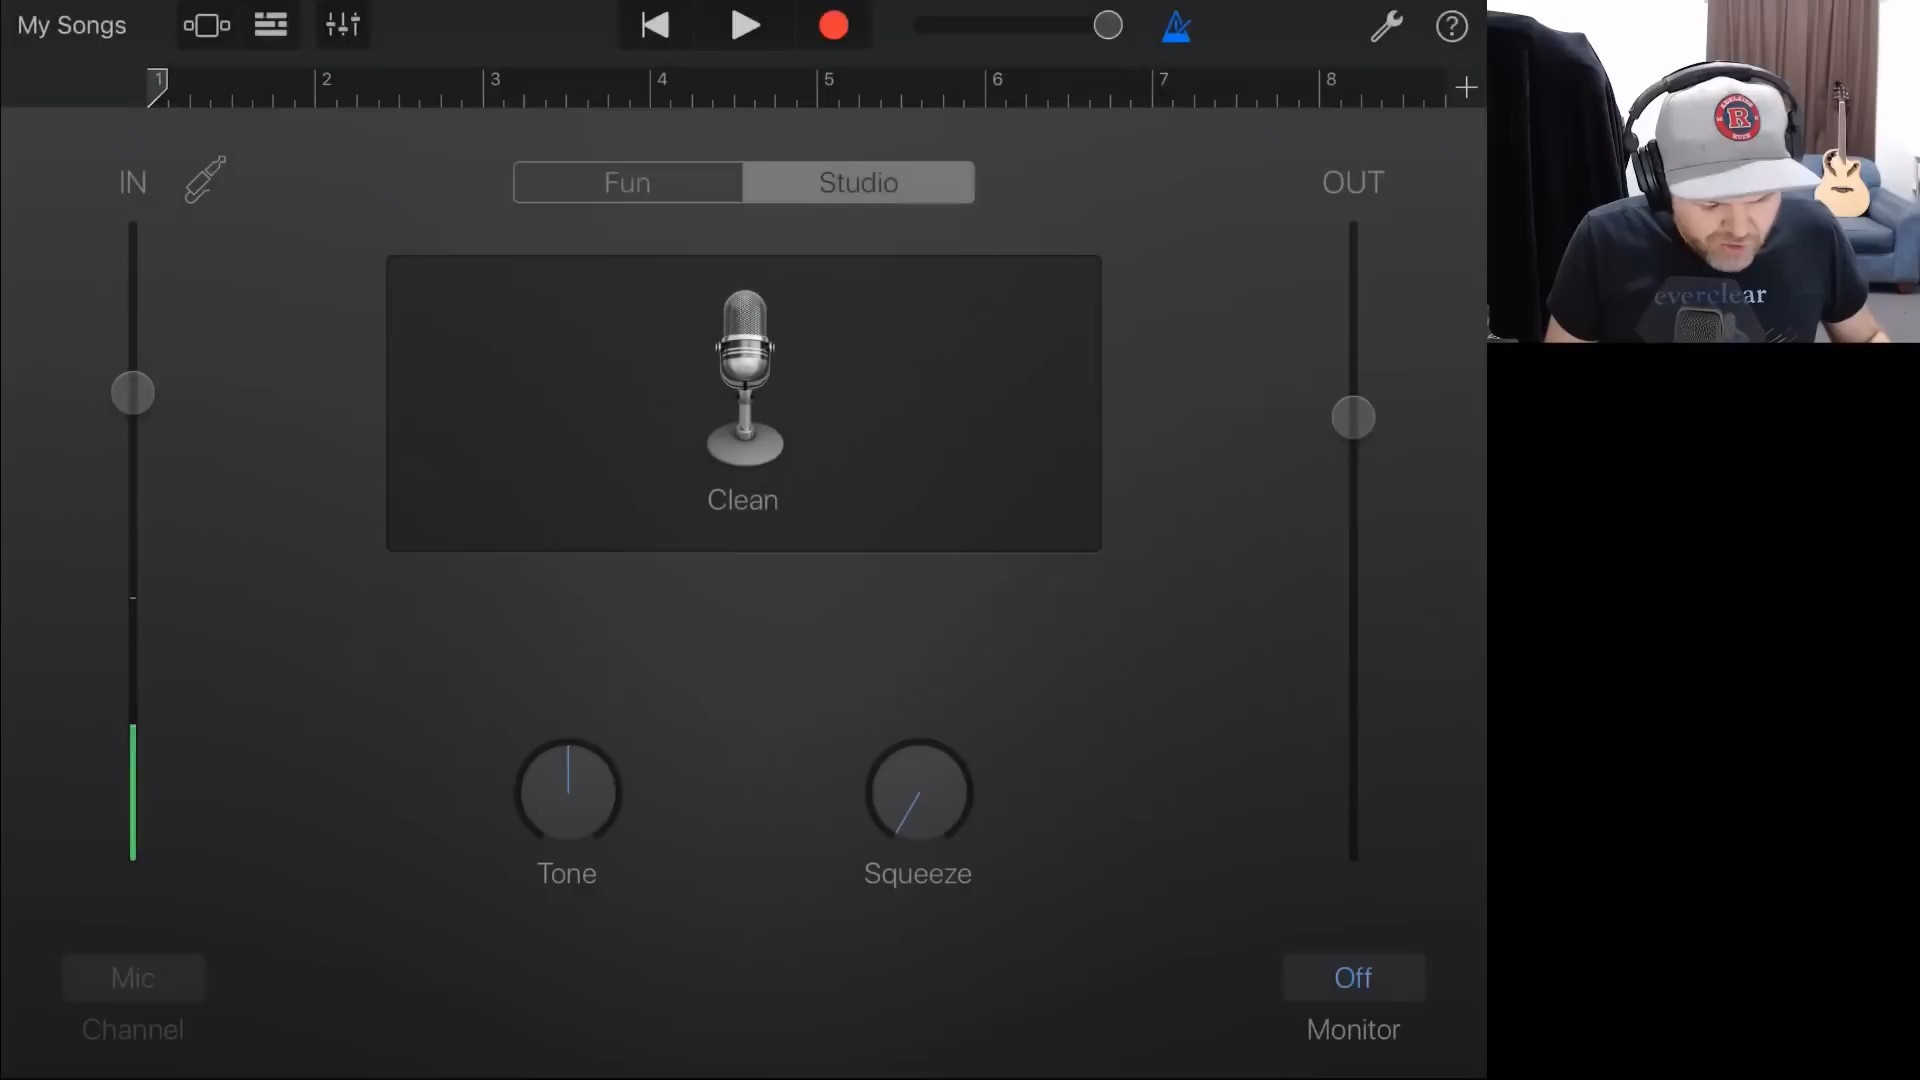 My Songs
1 2 3 4 5 6 7 8
IN
Fun Studio
OUT
Clean
Tone
Squeeze
Mic
Channel
Off
Monitor
ADELAIDE
R
everclear